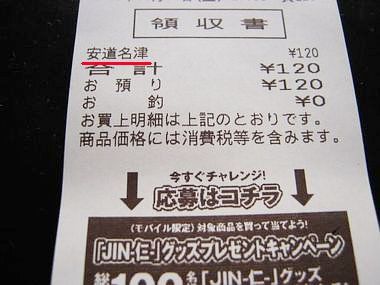 領収書
安道名津 ¥120
合計 ¥120
お預り ¥120
お釣 ¥0
お買上明細は上記のとおりです。
商品価格には消費税等を含みます。
今すぐチャレンジ!
応募はコチラ
〈モバイル限定〉対象商品を買って当てよう!
「JIN-仁-」グッズプレゼントキャンペーン
総 100名 「JIN-仁-」グッズ